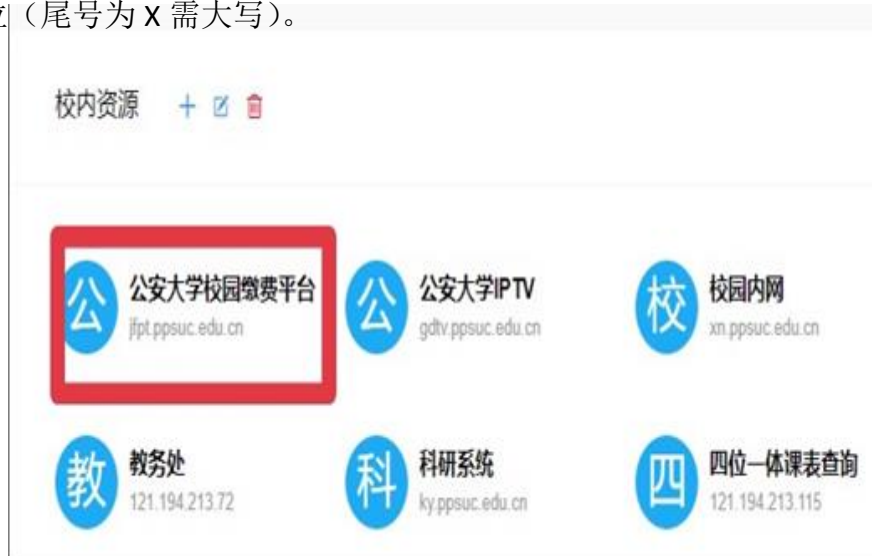 （尾号为 X 需大写）。
校内资源
公 公安大学校园缴费平台
jfpt.ppsuc.edu.cn
公 公安大学IPTV
gdtv.ppsuc.edu.cn
校 校园内网
xn.ppsuc.edu.cn
教 教务处
121.194.213.72
科 科研系统
ky.ppsuc.edu.cn
四 四位一体课表查询
121.194.213.115